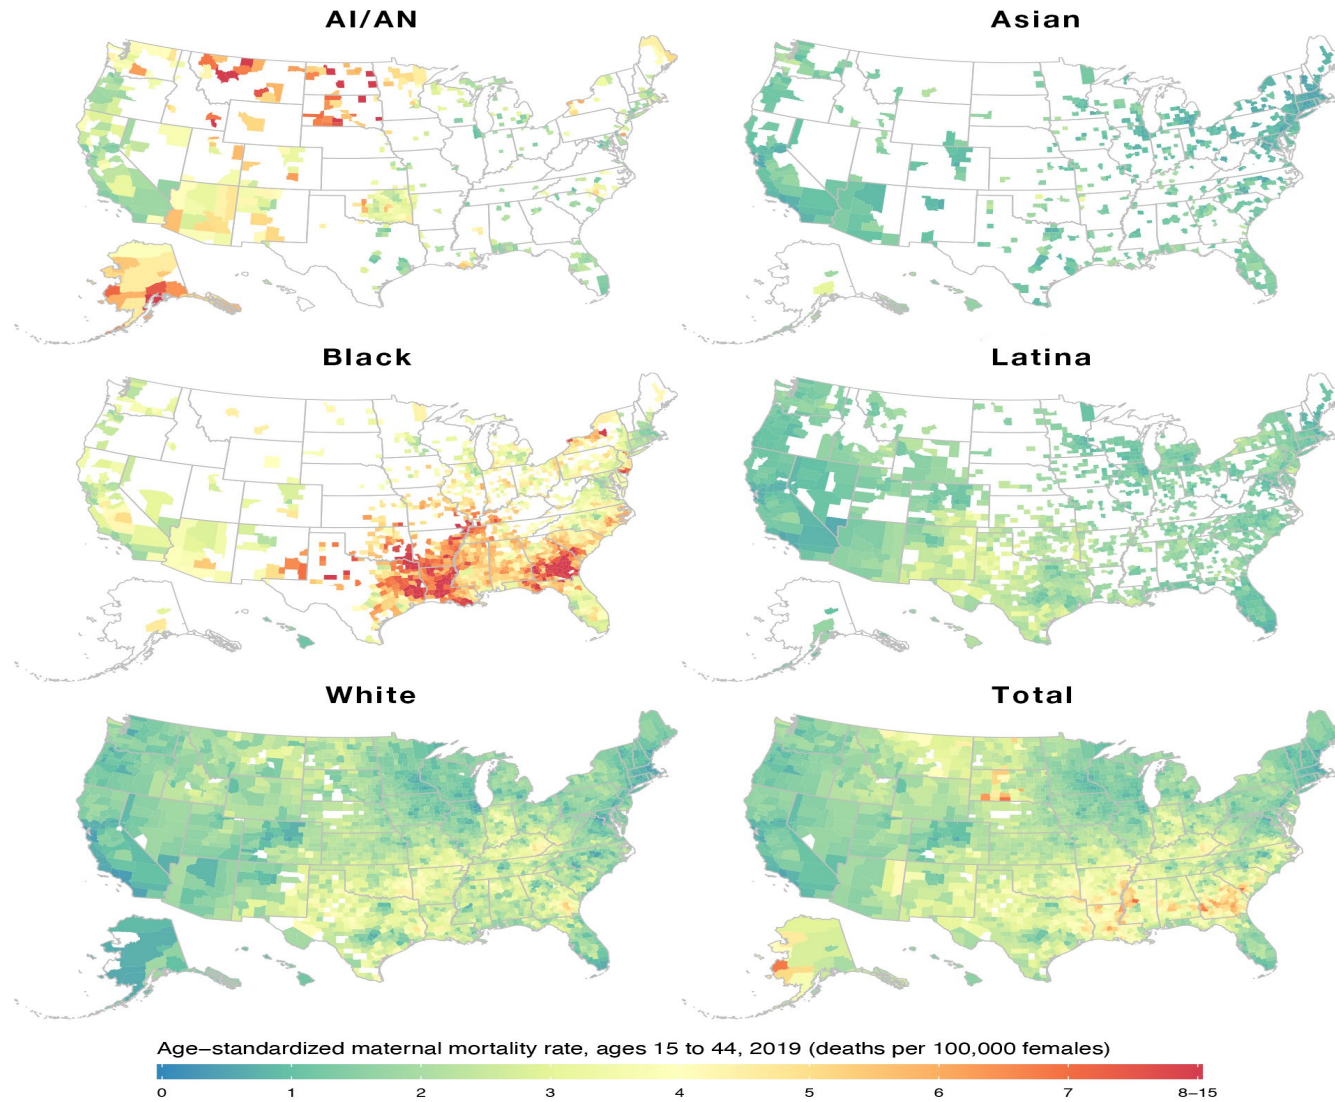 AI/AN
Asian
Black
Latina
White
Total
Age−standardized maternal mortality rate, ages 15 to 44, 2019 (deaths per 100,000 females)
0 1 2 3 4 5 6 7 8−15